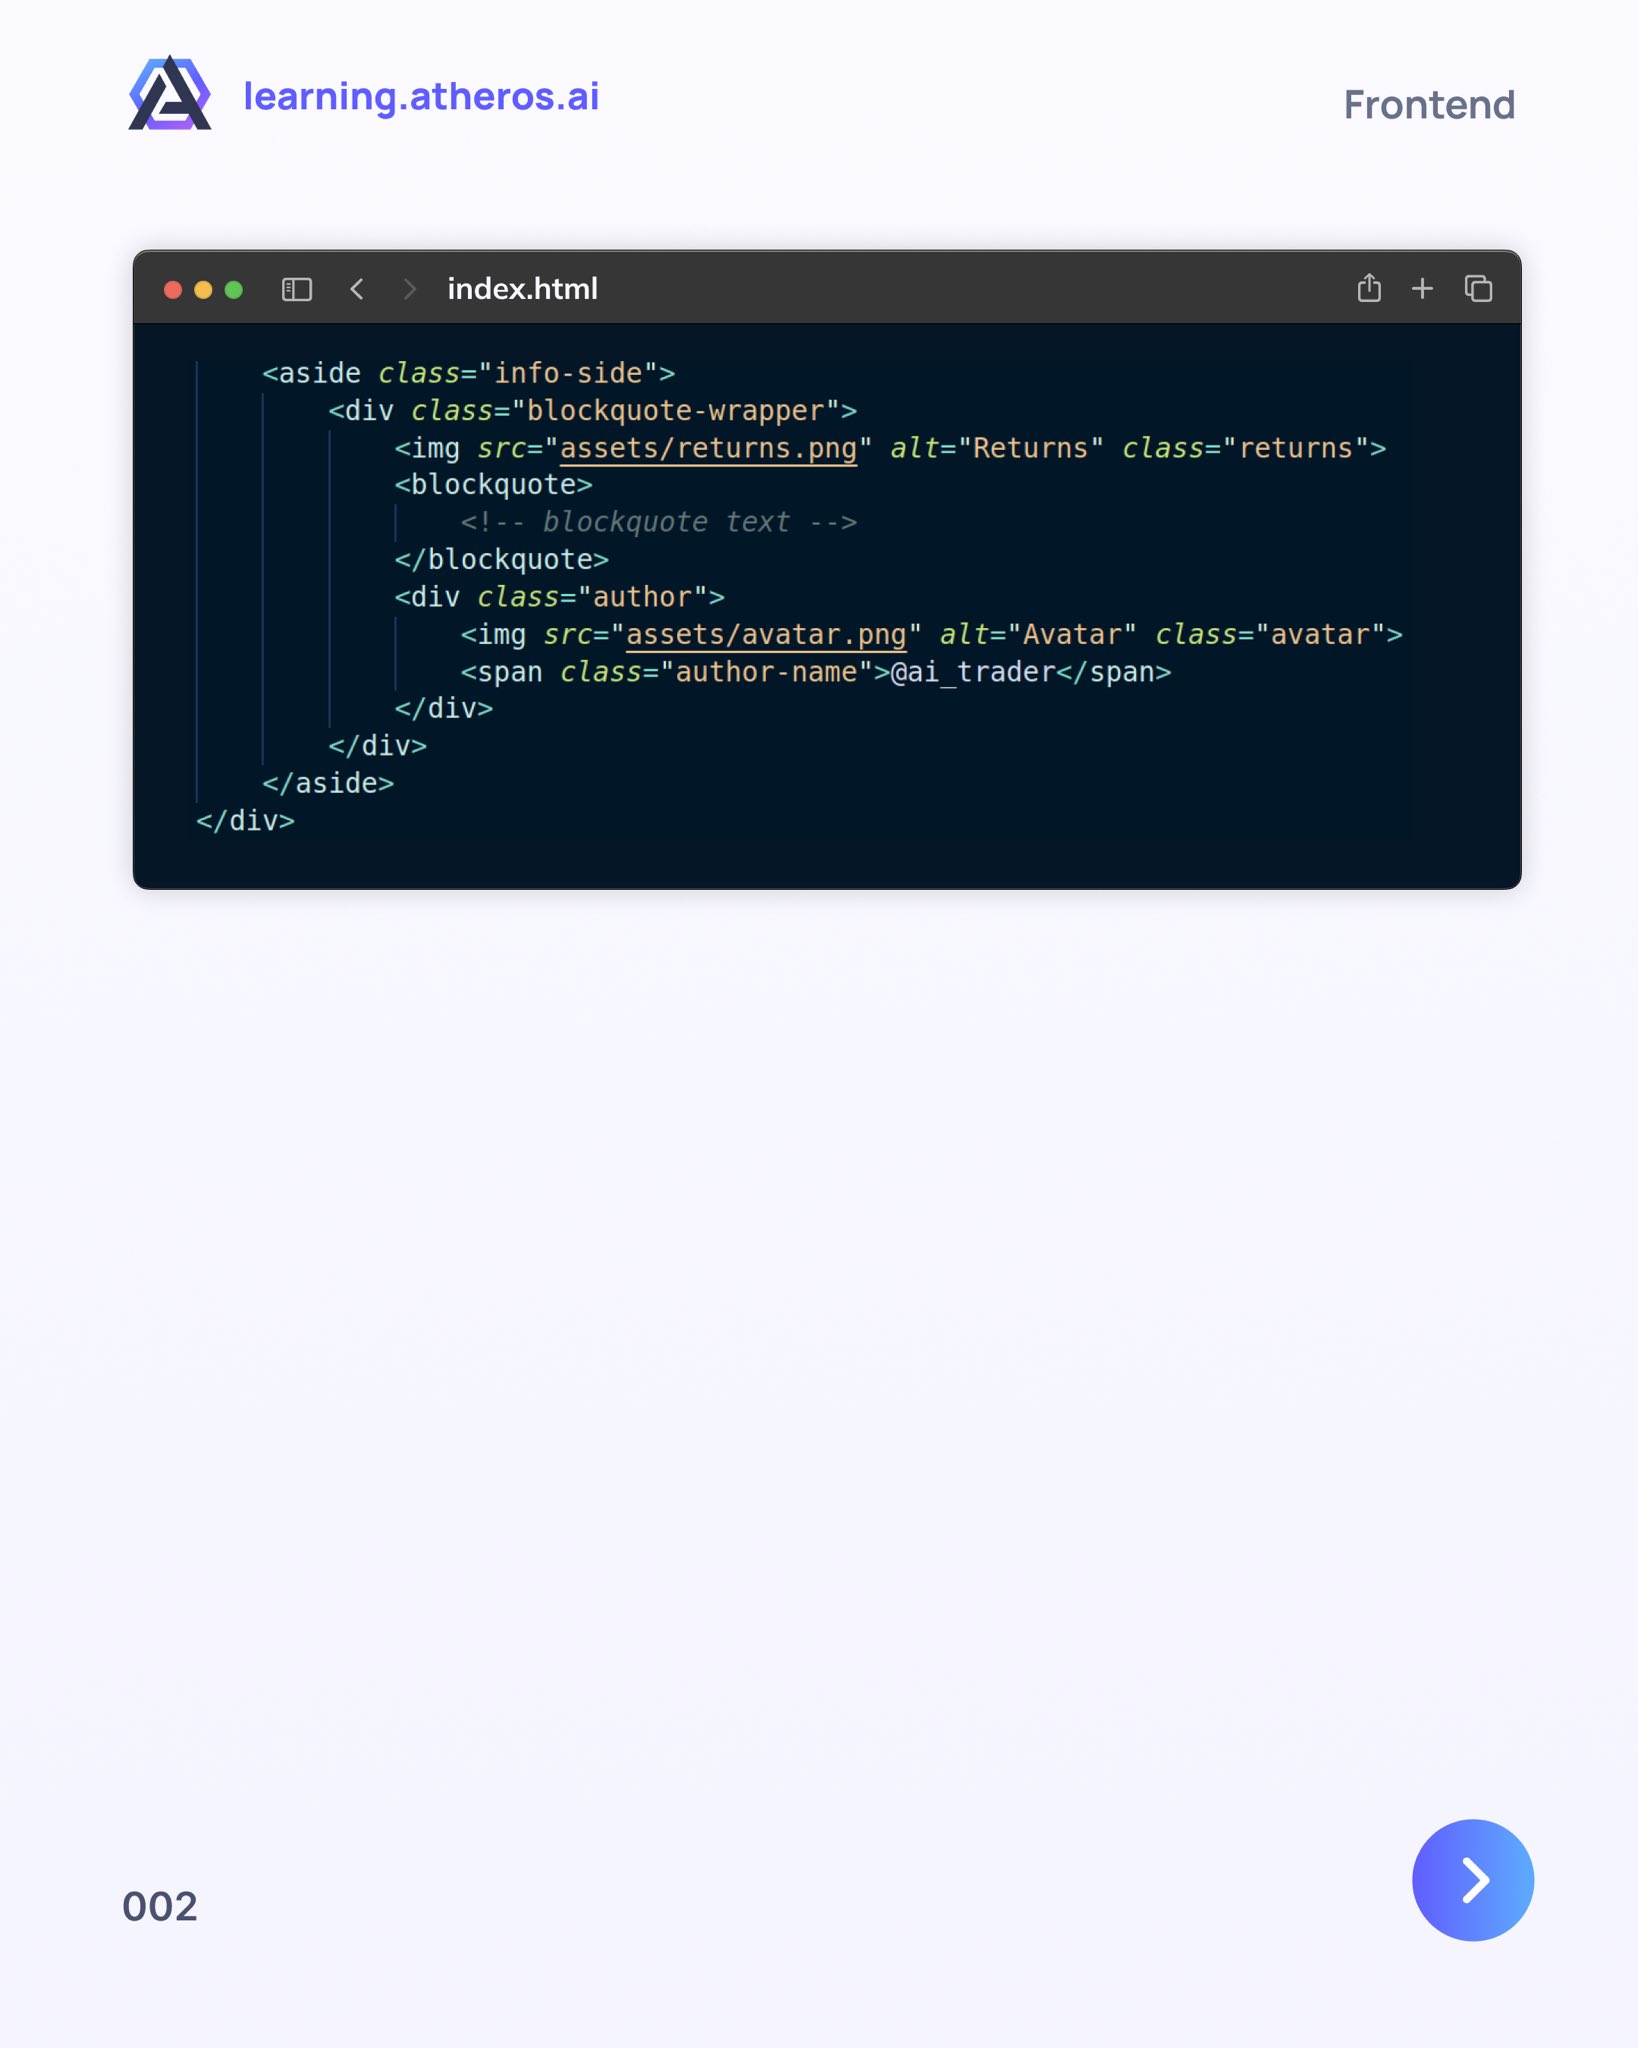 learning.atheros.ai
Frontend
index.html
<aside class="info-side">
<div class="blockquote-wrapper">
<img src="assets/returns.png" alt="Returns" class="returns">
<blockquote>
<!-- blockquote text -->
</blockquote>
<div class="author">
<img src="assets/avatar.png" alt="Avatar" class="avatar">
<span class="author-name">@ai_trader</span>
</div>
</div>
</aside>
</div>
002